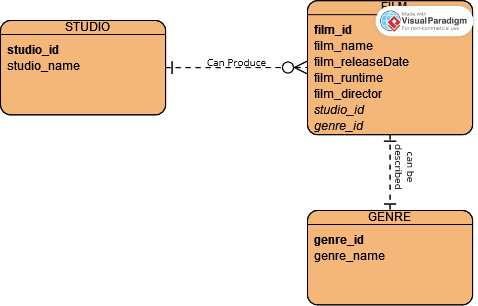 STUDIO
studio_id
studio_name
Can Produce
FILM
Made with
Visual Paradigm
For non-commercial use
film_id
film_name
film_releaseDate
film_runtime
film_director
studio_id
genre_id
can be
described
GENRE
genre_id
genre_name